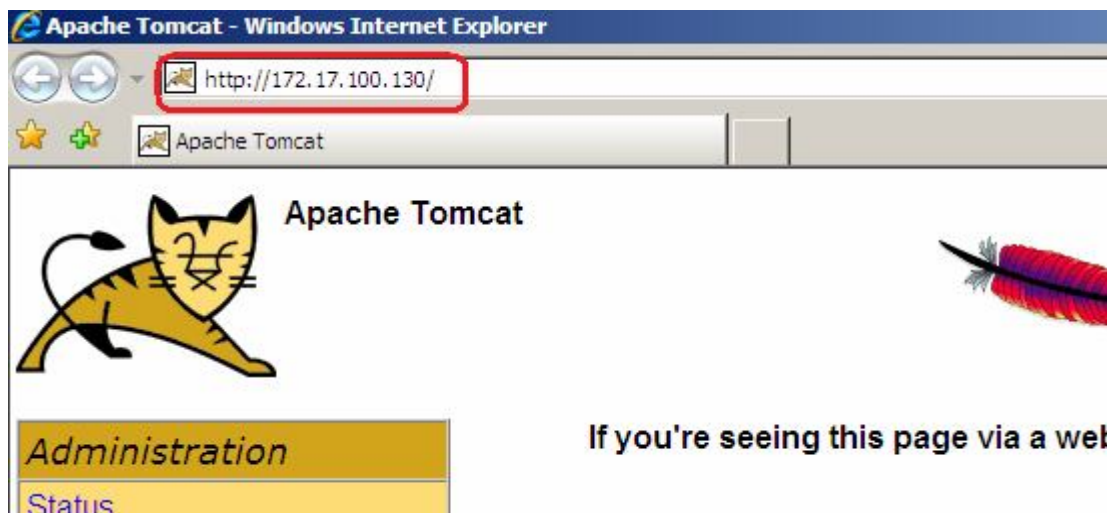 Apache Tomcat - Windows Internet Explorer
http://172.17.100.130/
Apache Tomcat
Apache Tomcat
If you're seeing this page via a web
Administration
Status